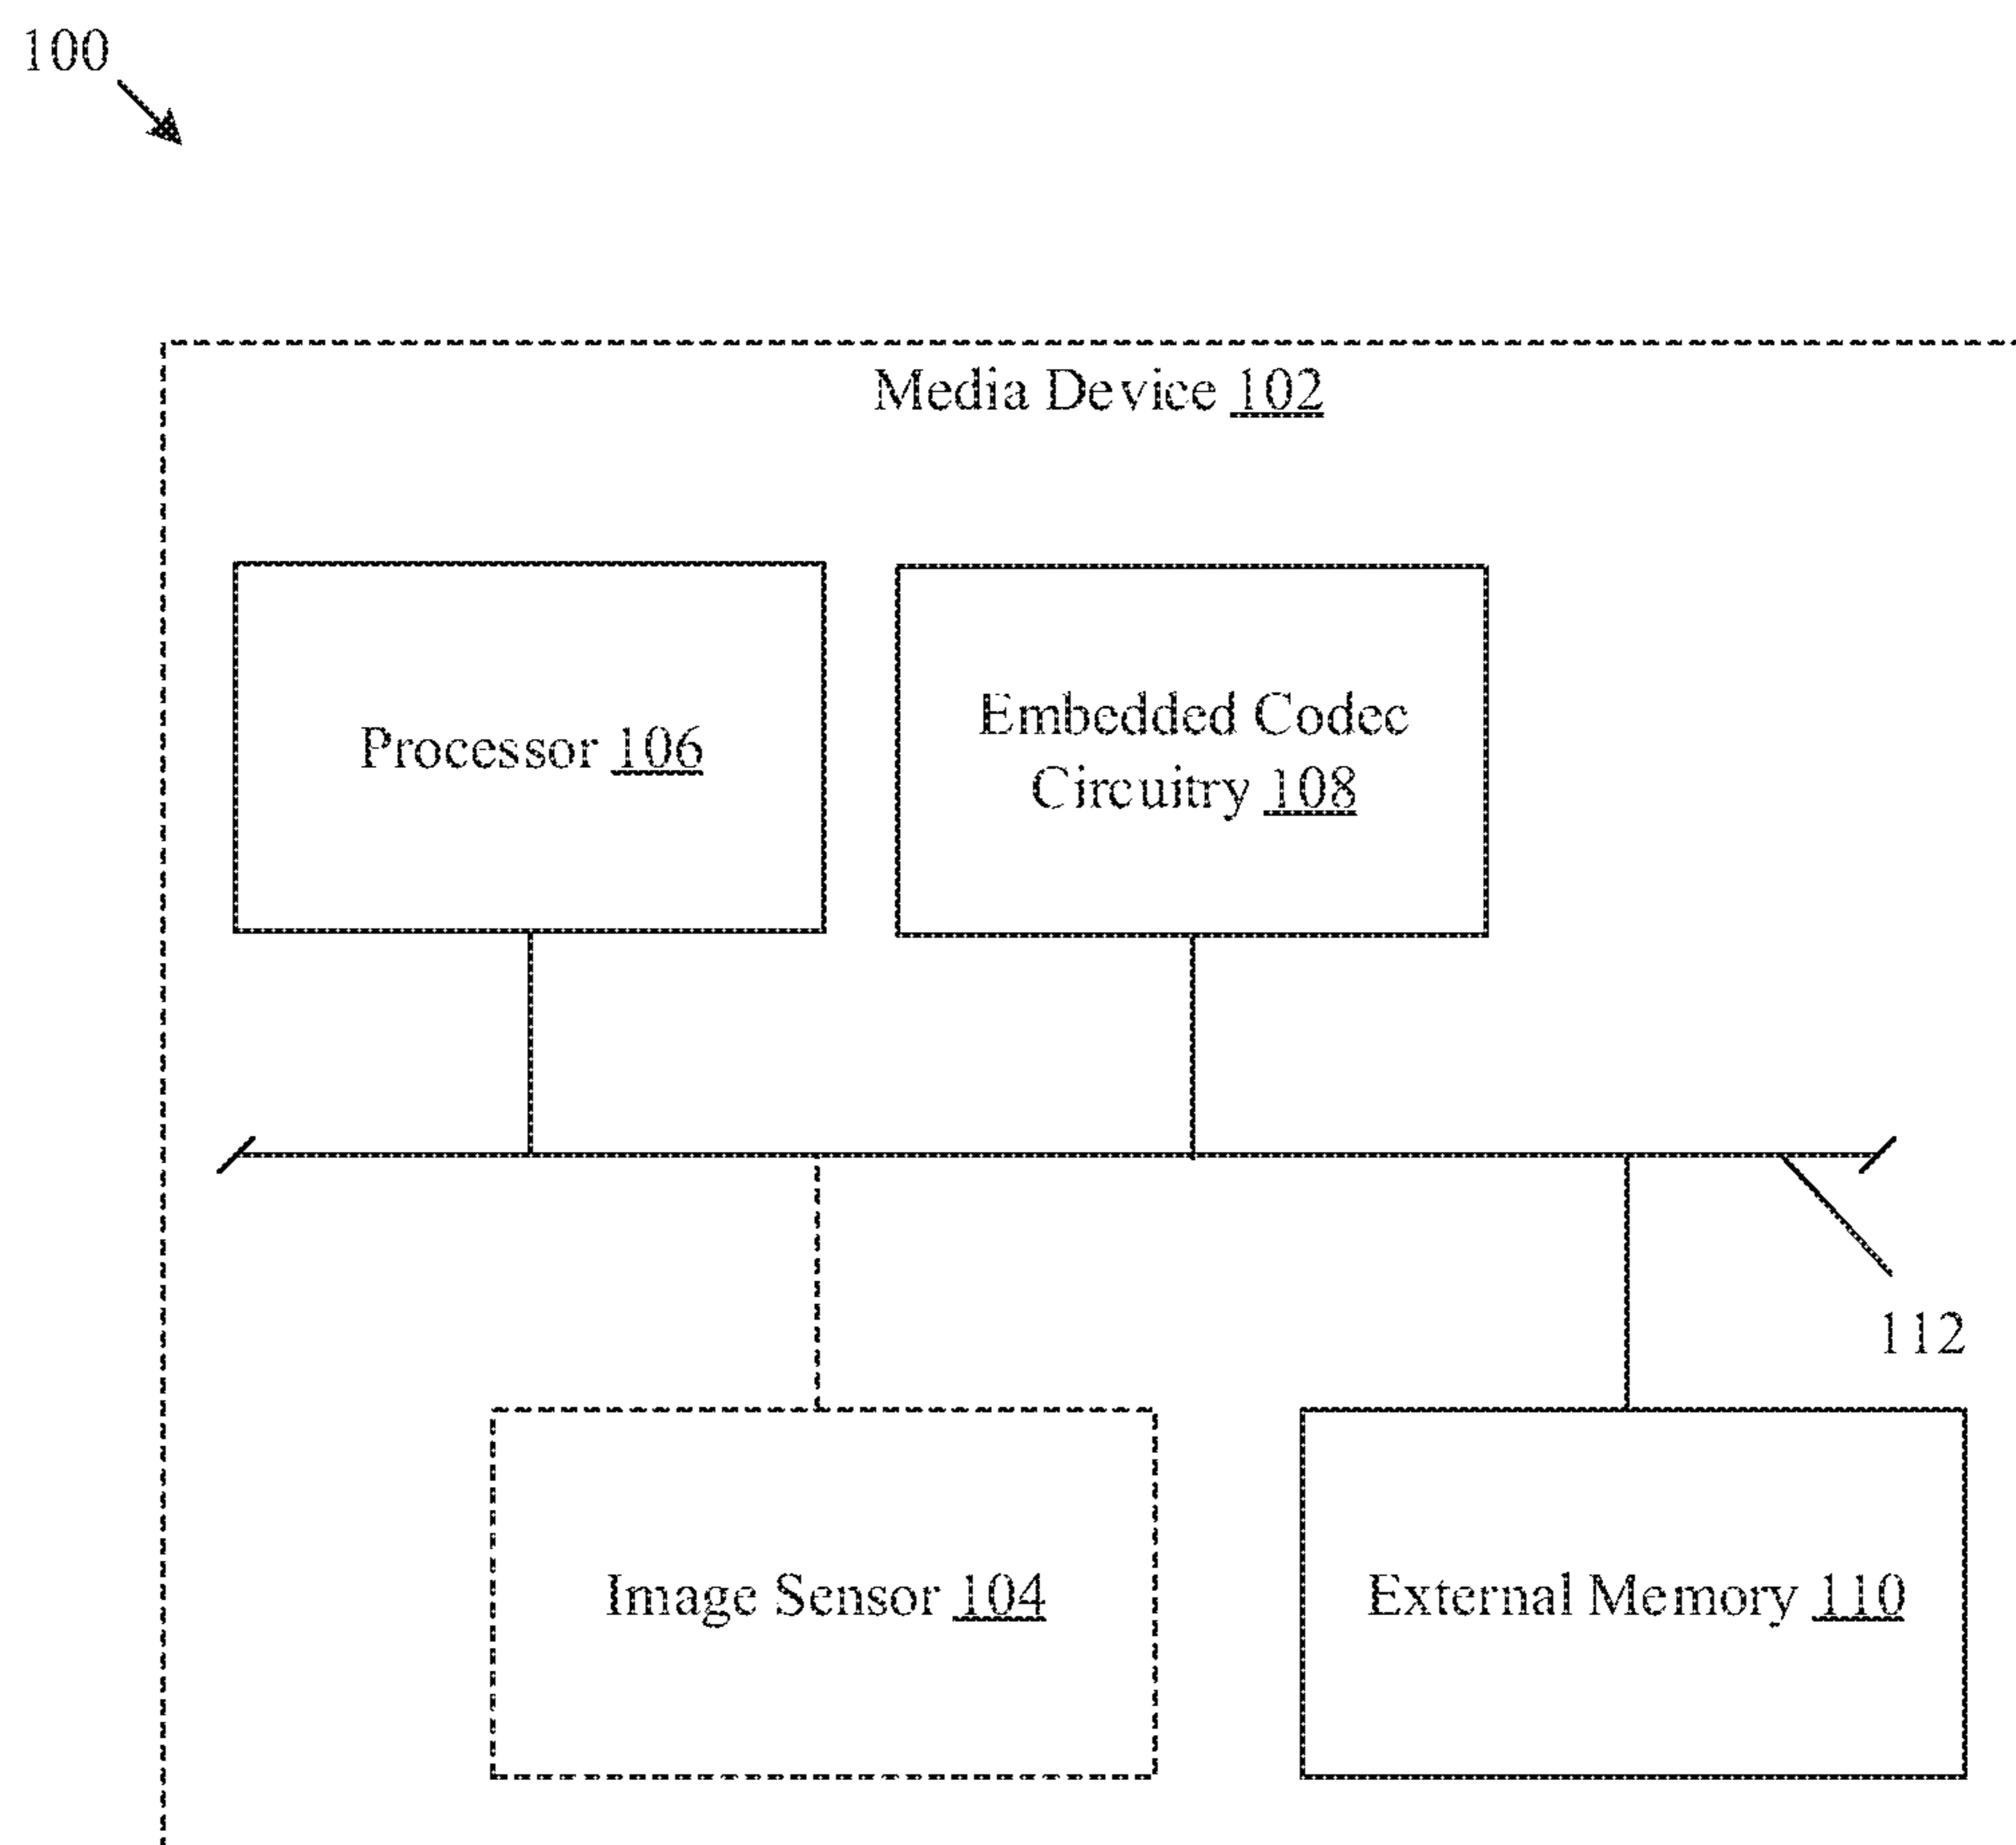 100
Media Device 102
Processor 106
Embedded Codec
Circuitry 108
112
Image Sensor 104
External Memory 110